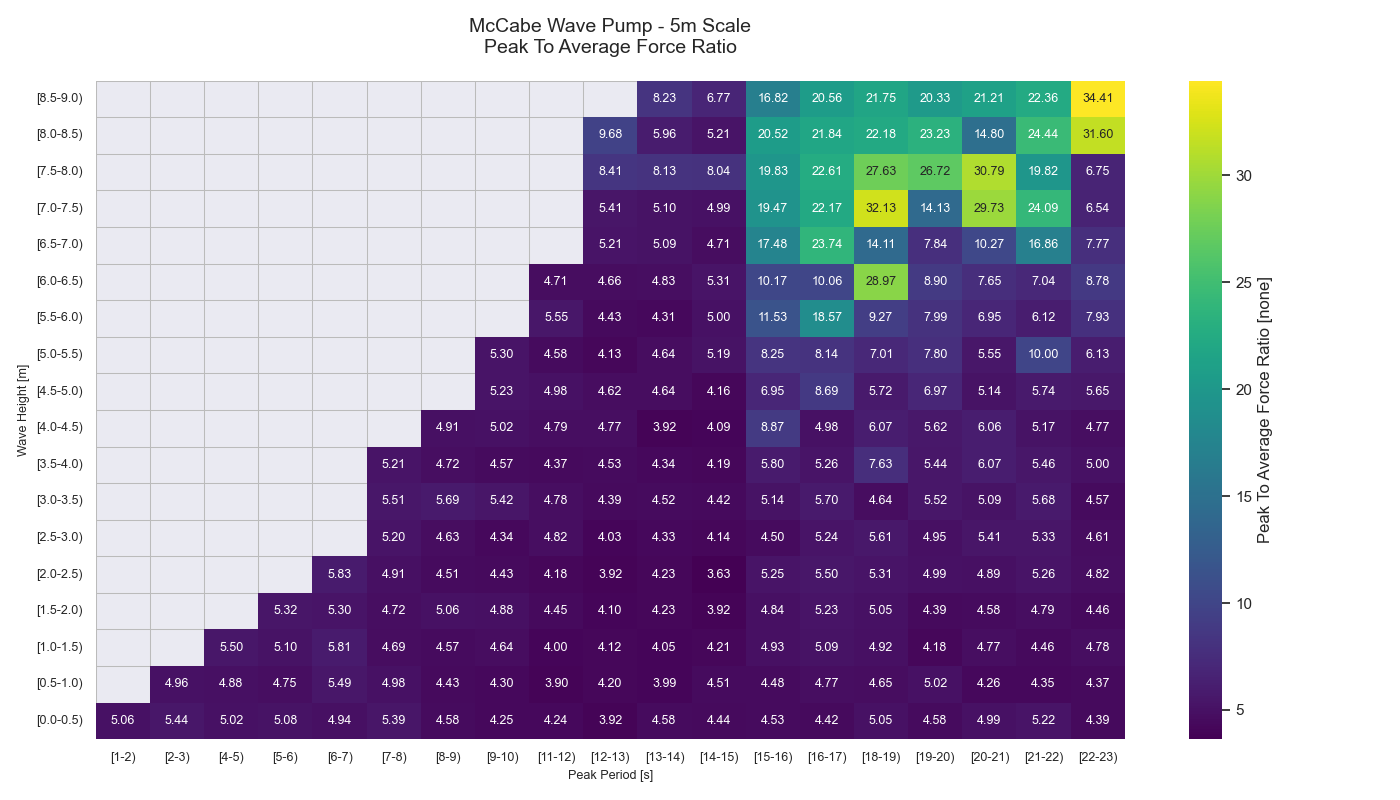 McCabe Wave Pump - 5m Scale
Peak To Average Force Ratio
[8.5-9.0) 8.23 6.77 16.82 20.56 21.75 20.33 21.21 22.36 34.41
[8.0-8.5) 9.68 5.96 5.21 20.52 21.84 22.18 23.23 14.80 24.44 31.60
[7.5-8.0) 8.41 8.13 8.04 19.83 22.61 27.63 26.72 30.79 19.82 6.75
[7.0-7.5) 5.41 5.10 4.99 19.47 22.17 32.13 14.13 29.73 24.09 6.54
[6.5-7.0) 5.21 5.09 4.71 17.48 23.74 14.11 7.84 10.27 16.86 7.77
[6.0-6.5) 4.71 4.66 4.83 5.31 10.17 10.06 28.97 8.90 7.65 7.04 8.78
[5.5-6.0) 5.55 4.43 4.31 5.00 11.53 18.57 9.27 7.99 6.95 6.12 7.93
[5.0-5.5) 5.30 4.58 4.13 4.64 5.19 8.25 8.14 7.01 7.80 5.55 10.00 6.13
[4.5-5.0) 5.23 4.98 4.62 4.64 4.16 6.95 8.69 5.72 6.97 5.14 5.74 5.65
[4.0-4.5) 4.91 5.02 4.79 4.77 3.92 4.09 8.87 4.98 6.07 5.62 6.06 5.17 4.77
[3.5-4.0) 5.21 4.72 4.57 4.37 4.53 4.34 4.19 5.80 5.26 7.63 5.44 6.07 5.46 5.00
[3.0-3.5) 5.51 5.69 5.42 4.78 4.39 4.52 4.42 5.14 5.70 4.64 5.52 5.09 5.68 4.57
[2.5-3.0) 5.20 4.63 4.34 4.82 4.03 4.33 4.14 4.50 5.24 5.61 4.95 5.41 5.33 4.61
[2.0-2.5) 5.83 4.91 4.51 4.43 4.18 3.92 4.23 3.63 5.25 5.50 5.31 4.99 4.89 5.26 4.82
[1.5-2.0) 5.32 5.30 4.72 5.06 4.88 4.45 4.10 4.23 3.92 4.84 5.23 5.05 4.39 4.58 4.79 4.46
[1.0-1.5) 5.50 5.10 5.81 4.69 4.57 4.64 4.00 4.12 4.05 4.21 4.93 5.09 4.92 4.18 4.77 4.46 4.78
[0.5-1.0) 4.96 4.88 4.75 5.49 4.98 4.43 4.30 3.90 4.20 3.99 4.51 4.48 4.77 4.65 5.02 4.26 4.35 4.37
[0.0-0.5) 5.06 5.44 5.02 5.08 4.94 5.39 4.58 4.25 4.24 3.92 4.58 4.44 4.53 4.42 5.05 4.58 4.99 5.22 4.39
[1-2) [2-3) [4-5) [5-6) [6-7) [7-8) [8-9) [9-10) [11-12) [12-13) [13-14) [14-15) [15-16) [16-17) [18-19) [19-20) [20-21) [21-22) [22-23)
Peak Period [s]
Wave Height [m]
30
25
20
15
10
5
Peak To Average Force Ratio [none]